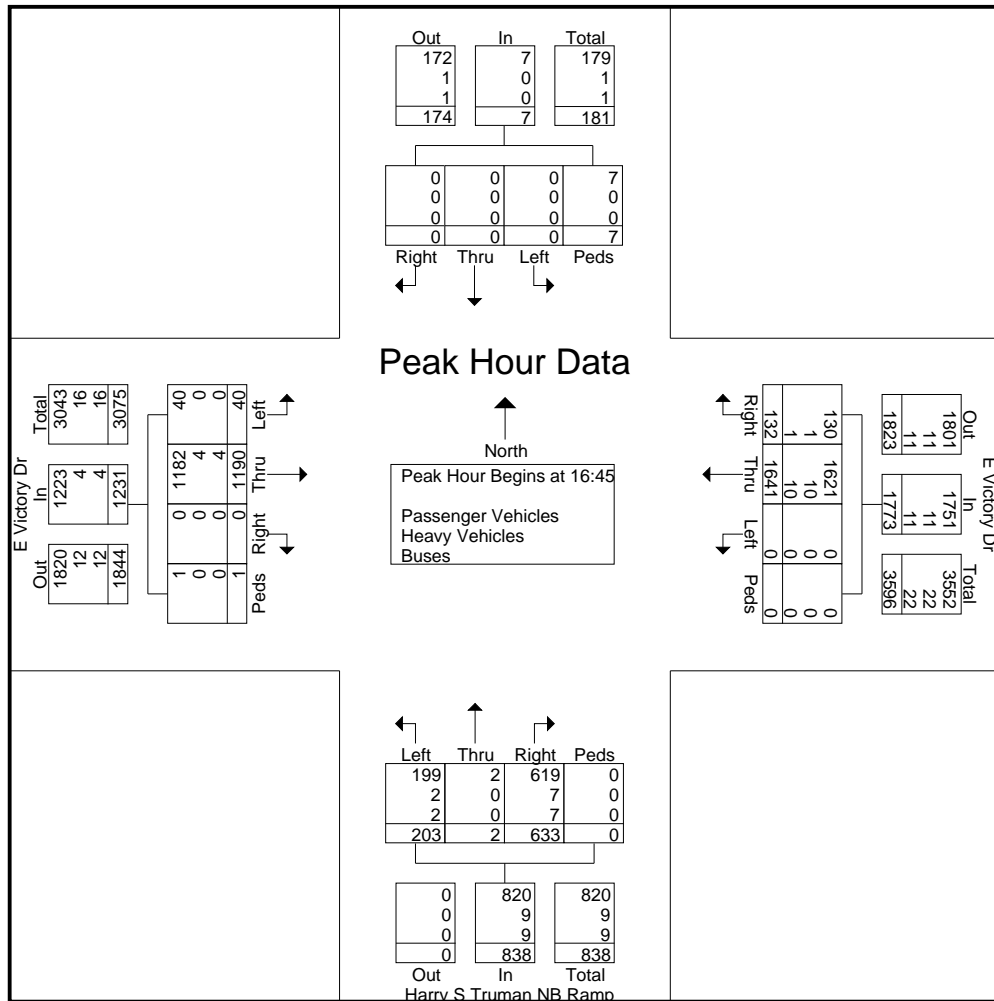 Out In Total
172 7 179
1 0 1
1 0 1
174 7 181
0 0 0 7
0 0 0 0
0 0 0 0
0 0 0 7
Right Thru Left Peds
Peak Hour Data
North
Peak Hour Begins at 16:45
Passenger Vehicles
Heavy Vehicles
Buses
E Victory Dr
Out In Total
1820 1223 3043
12 4 16
12 4 16
1844 1231 3075
Peds Right Thru Left
1 0 1182 40
0 0 4 0
0 0 4 0
1 0 1190 40
E Victory Dr
Out In Total
1801 1751 3552
11 11 22
11 11 22
1823 1773 3596
Right Thru Left Peds
130 1621 0 0
1 10 0 0
1 10 0 0
132 1641 0 0
Left Thru Right Peds
199 2 619 0
2 0 7 0
2 0 7 0
203 2 633 0
0 820 820
0 9 9
0 9 9
0 838 838
Out In Total
Harry S Truman NB Ramp